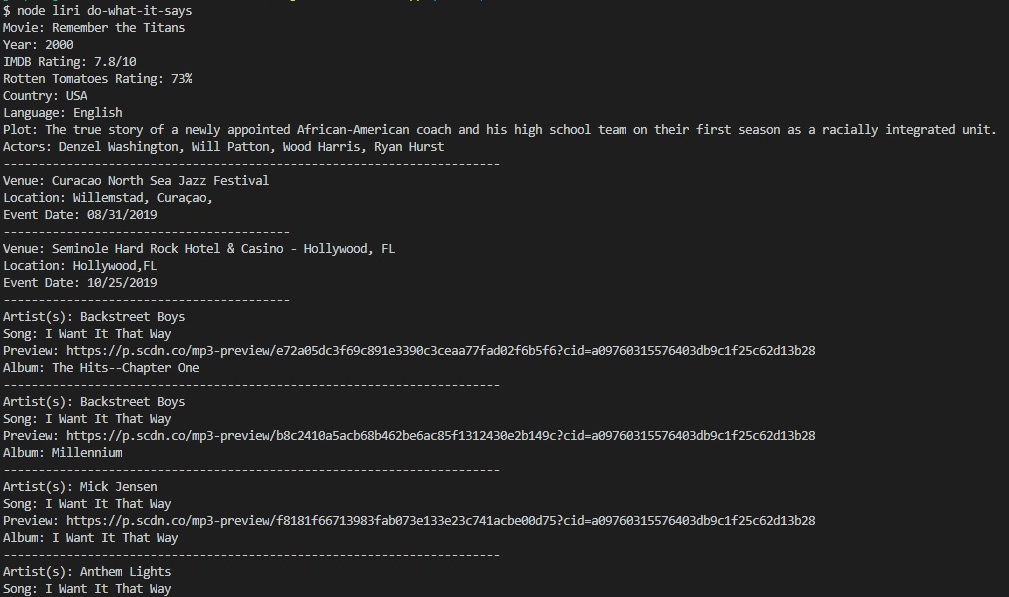 $ node liri do-what-it-says
Movie: Remember the Titans
Year: 2000
IMDB Rating: 7.8/10
Rotten Tomatoes Rating: 73%
Country: USA
Language: English
Plot: The true story of a newly appointed African-American coach and his high school team on their first season as a racially integrated unit.
Actors: Denzel Washington, Will Patton, Wood Harris, Ryan Hurst
-----------------------------------------------------------------------
Venue: Curacao North Sea Jazz Festival
Location: Willemstad, Curaçao,
Event Date: 08/31/2019
-----------------------------------------
Venue: Seminole Hard Rock Hotel & Casino - Hollywood, FL
Location: Hollywood,FL
Event Date: 10/25/2019
-----------------------------------------
Artist(s): Backstreet Boys
Song: I Want It That Way
Preview: https://p.scdn.co/mp3-preview/e72a05dc3f69c891e3390c3ceaa77fad02f6b5f6?cid=a09760315576403db9c1f25c62d13b28
Album: The Hits--Chapter One
-----------------------------------------------------------------------
Artist(s): Backstreet Boys
Song: I Want It That Way
Preview: https://p.scdn.co/mp3-preview/b8c2410a5acb68b462be6ac85f1312430e2b149c?cid=a09760315576403db9c1f25c62d13b28
Album: Millennium
-----------------------------------------------------------------------
Artist(s): Mick Jensen
Song: I Want It That Way
Preview: https://p.scdn.co/mp3-preview/f8181f66713983fab073e133e23c741acbe00d75?cid=a09760315576403db9c1f25c62d13b28
Album: I Want It That Way
-----------------------------------------------------------------------
Artist(s): Anthem Lights
Song: I Want It That Way